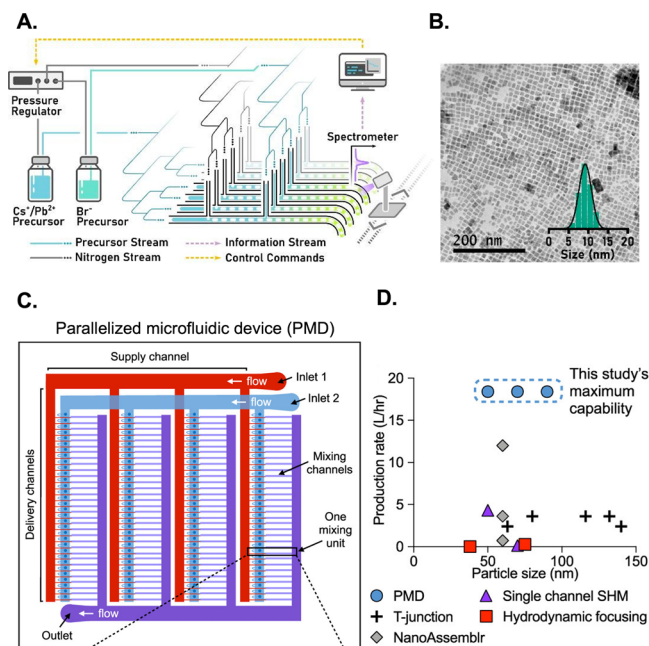 A.
Pressure
Regulator
Cs⁺/Pb²⁺
Precursor
Br⁻
Precursor
Spectrometer
Precursor Stream
Information Stream
Nitrogen Stream
Control Commands
B.
200 nm
0 5 10 15 20
Size (nm)
C.
Parallelized microfluidic device (PMD)
Supply channel
flow
Inlet 1
flow
Inlet 2
Delivery channels
Mixing
channels
One
mixing
unit
flow
Outlet
D.
Production rate (L/hr)
20
15
10
5
0
This study's
maximum
capability
0 50 100 150
Particle size (nm)
PMD
Single channel SHM
T-junction
Hydrodynamic focusing
NanoAssemblr